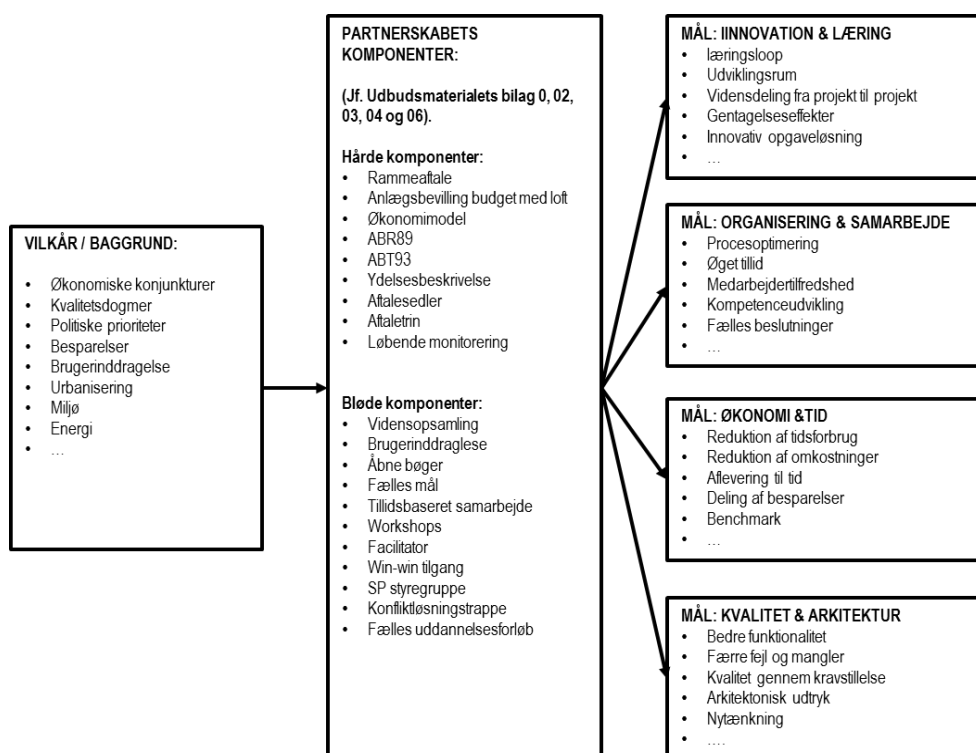 VILKÅR / BAGGRUND:
• Økonomiske konjunkturer
• Kvalitetsdogmer
• Politiske prioriteter
• Besparelser
• Brugerinddragelse
• Urbanisering
• Miljø
• Energi
• …
PARTNERSKABETS
KOMPONENTER:
(Jf. Udbudsmaterialets bilag 0, 02,
03, 04 og 06).
Hårde komponenter:
• Rammeaftale
• Anlægsbevilling budget med loft
• Økonomimodel
• ABR89
• ABT93
• Ydelsesbeskrivelse
• Aftalesedler
• Aftaletrin
• Løbende monitorering
Bløde komponenter:
• Vidensopsamling
• Brugerinddraglese
• Åbne bøger
• Fælles mål
• Tillidsbaseret samarbejde
• Workshops
• Facilitator
• Win-win tilgang
• SP styregruppe
• Konfliktløsningstrappe
• Fælles uddannelsesforløb
MÅL: IINNOVATION & LÆRING
• læringsloop
• Udviklingsrum
• Vidensdeling fra projekt til projekt
• Gentagelseseffekter
• Innovativ opgaveløsning
• …
MÅL: ORGANISERING & SAMARBEJDE
• Procesoptimering
• Øget tillid
• Medarbejdertilfredshed
• Kompetenceudvikling
• Fælles beslutninger
• …
MÅL: ØKONOMI &TID
• Reduktion af tidsforbrug
• Reduktion af omkostninger
• Aflevering til tid
• Deling af besparelser
• Benchmark
• …
MÅL: KVALITET & ARKITEKTUR
• Bedre funktionalitet
• Færre fejl og mangler
• Kvalitet gennem kravstillelse
• Arkitektonisk udtryk
• Nytænkning
• ….